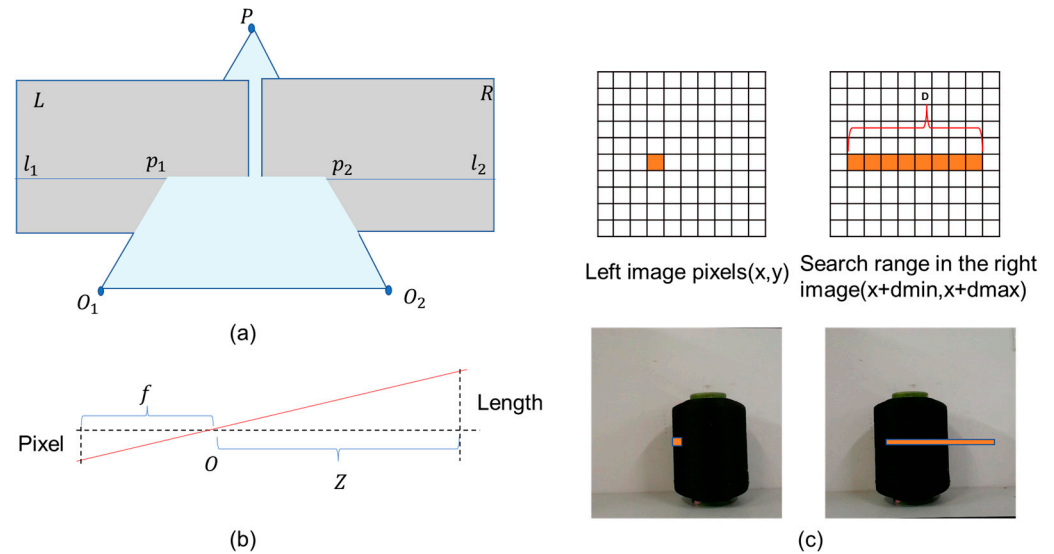 P
L
R
l₁
p₁
p₂
l₂
O₁
O₂
(a)
f
Pixel
O
Z
Length
(b)
D
Left image pixels(x,y)
Search range in the right
image(x+dmin,x+dmax)
(c)